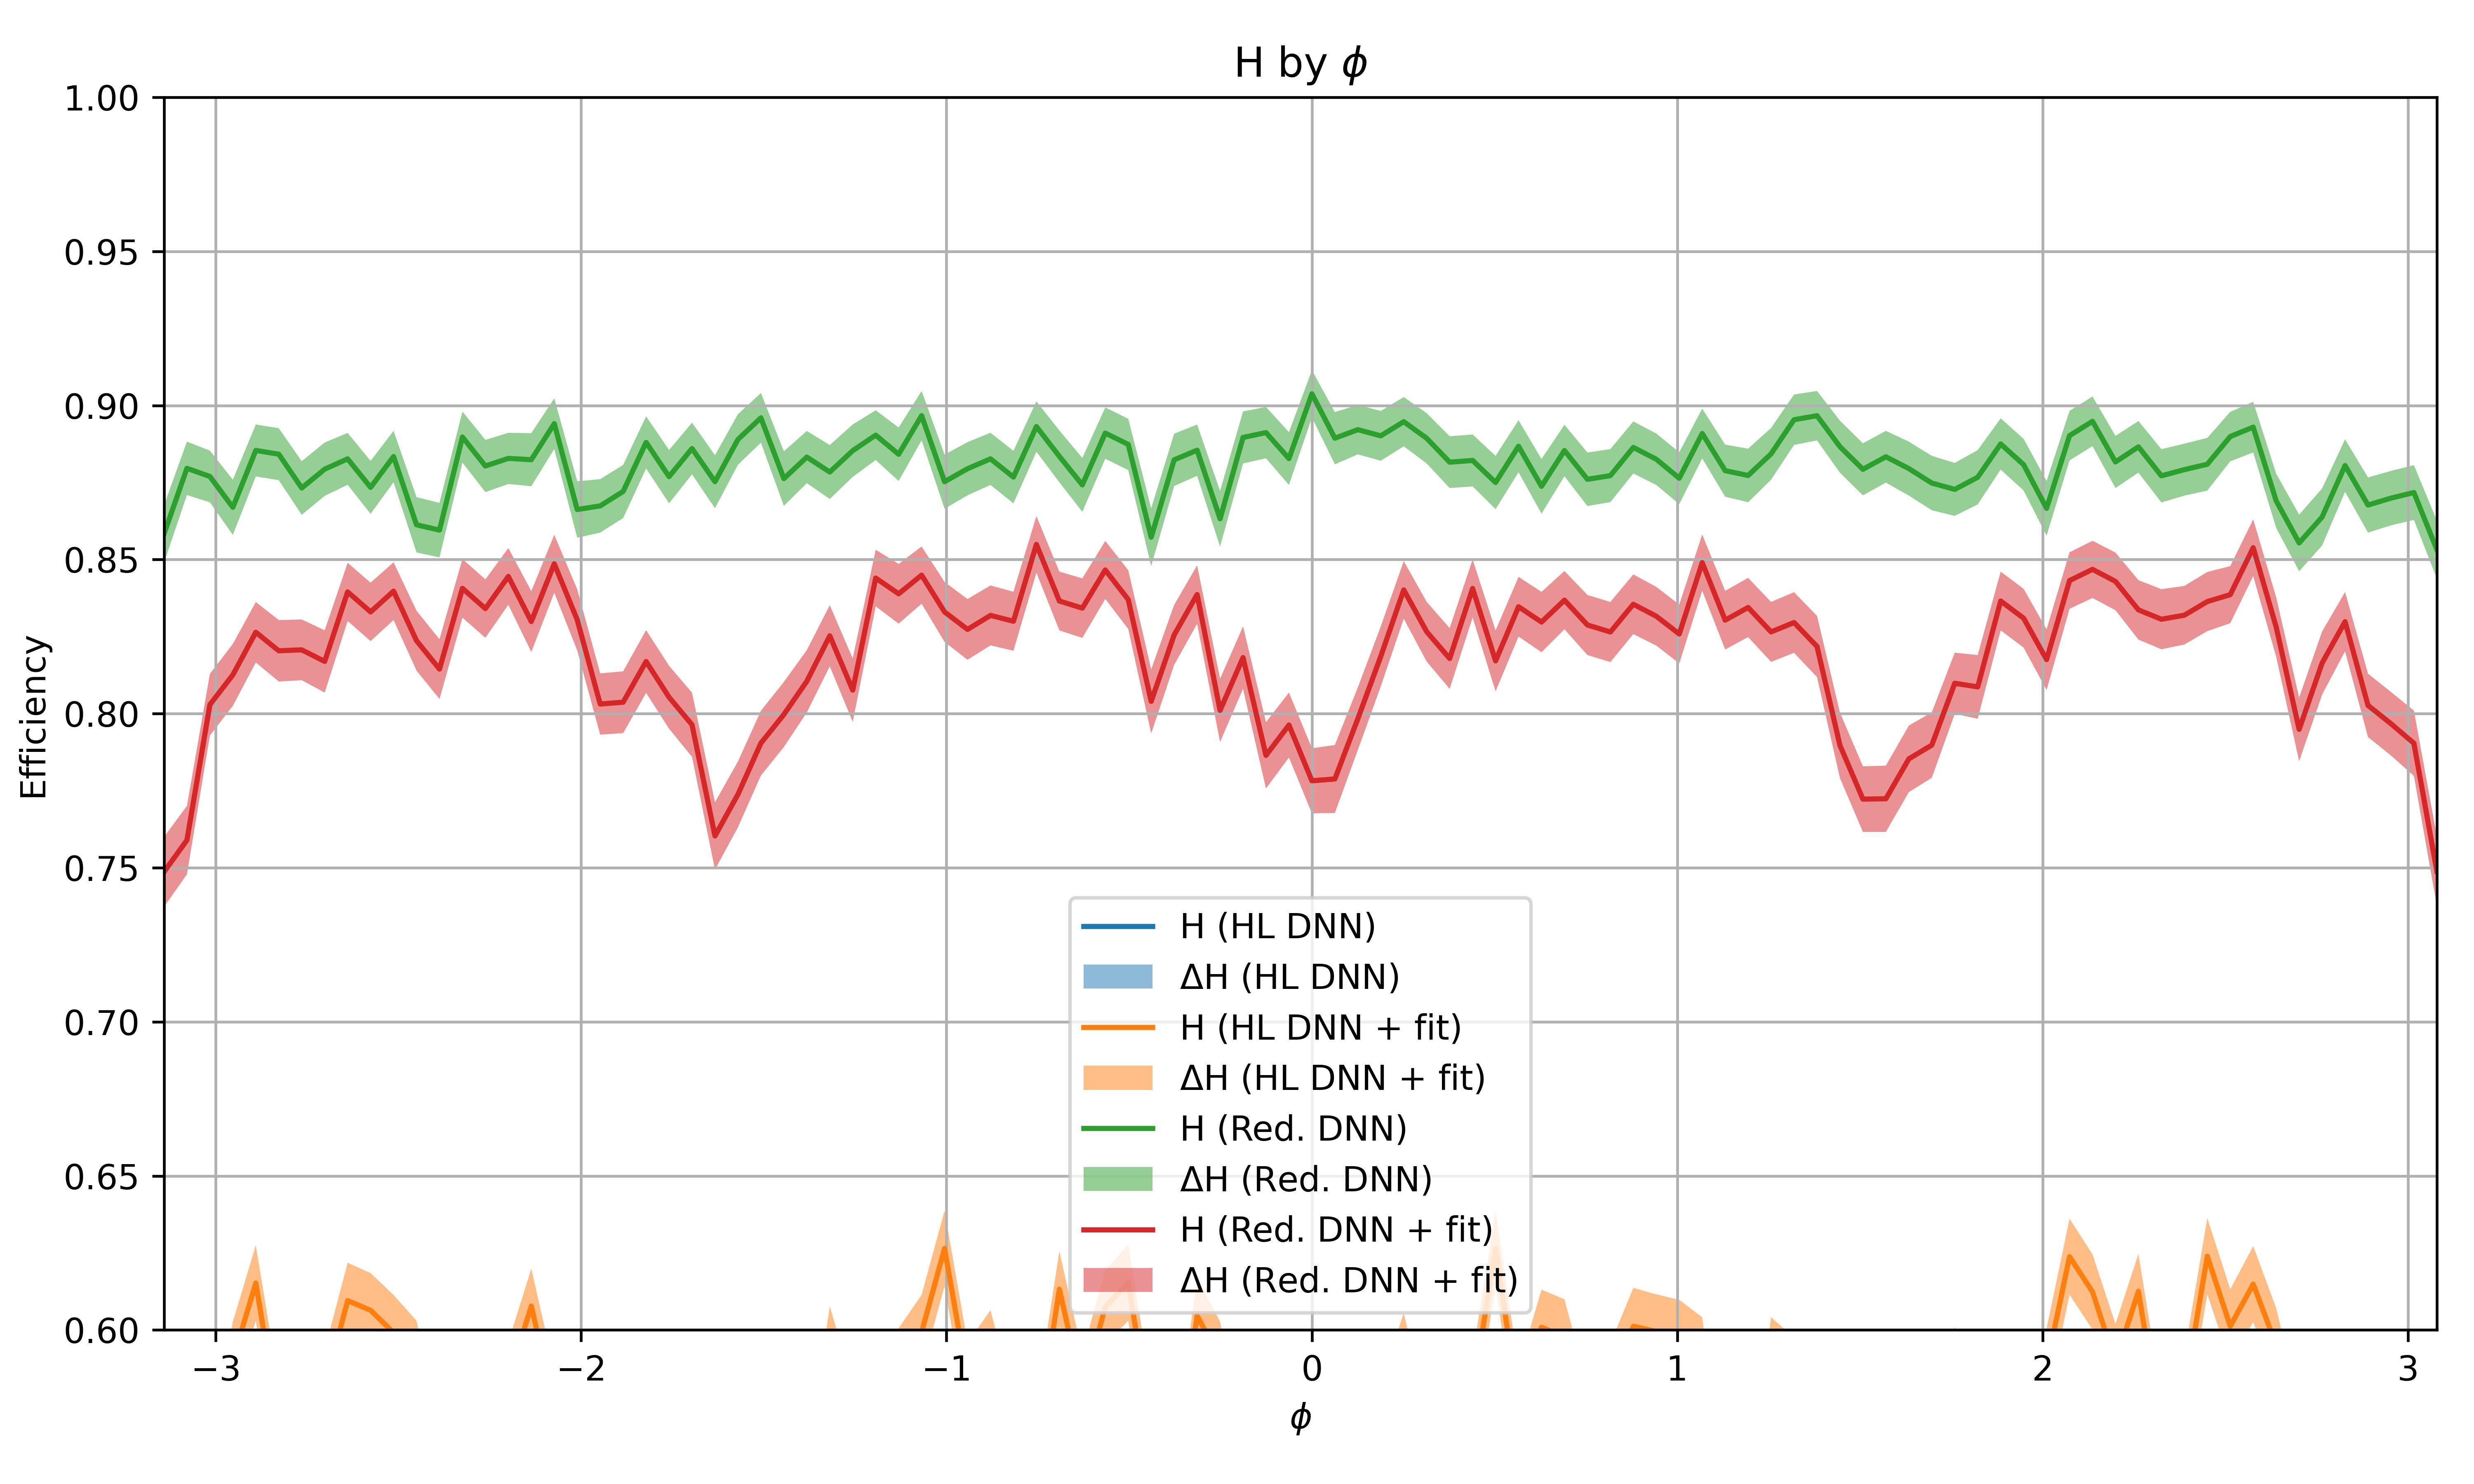 H by ϕ
1.00
0.95
0.90
0.85
0.80
0.75
0.70
0.65
0.60
Efficiency
H (HL DNN)
ΔH (HL DNN)
H (HL DNN + fit)
ΔH (HL DNN + fit)
H (Red. DNN)
ΔH (Red. DNN)
H (Red. DNN + fit)
ΔH (Red. DNN + fit)
−3 −2 −1 0 1 2 3
ϕ